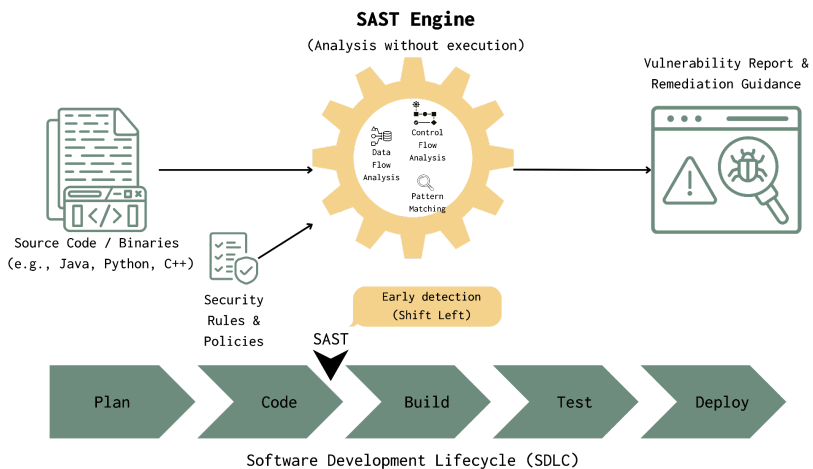 SAST Engine
(Analysis without execution)
Vulnerability Report &
Remediation Guidance
Control
Flow
Analysis
Data
Flow
Analysis
Pattern
Matching
</>
Source Code / Binaries
(e.g., Java, Python, C++)
Security
Rules &
Policies
Early detection
(Shift Left)
SAST
Plan
Code
Build
Test
Deploy
Software Development Lifecycle (SDLC)